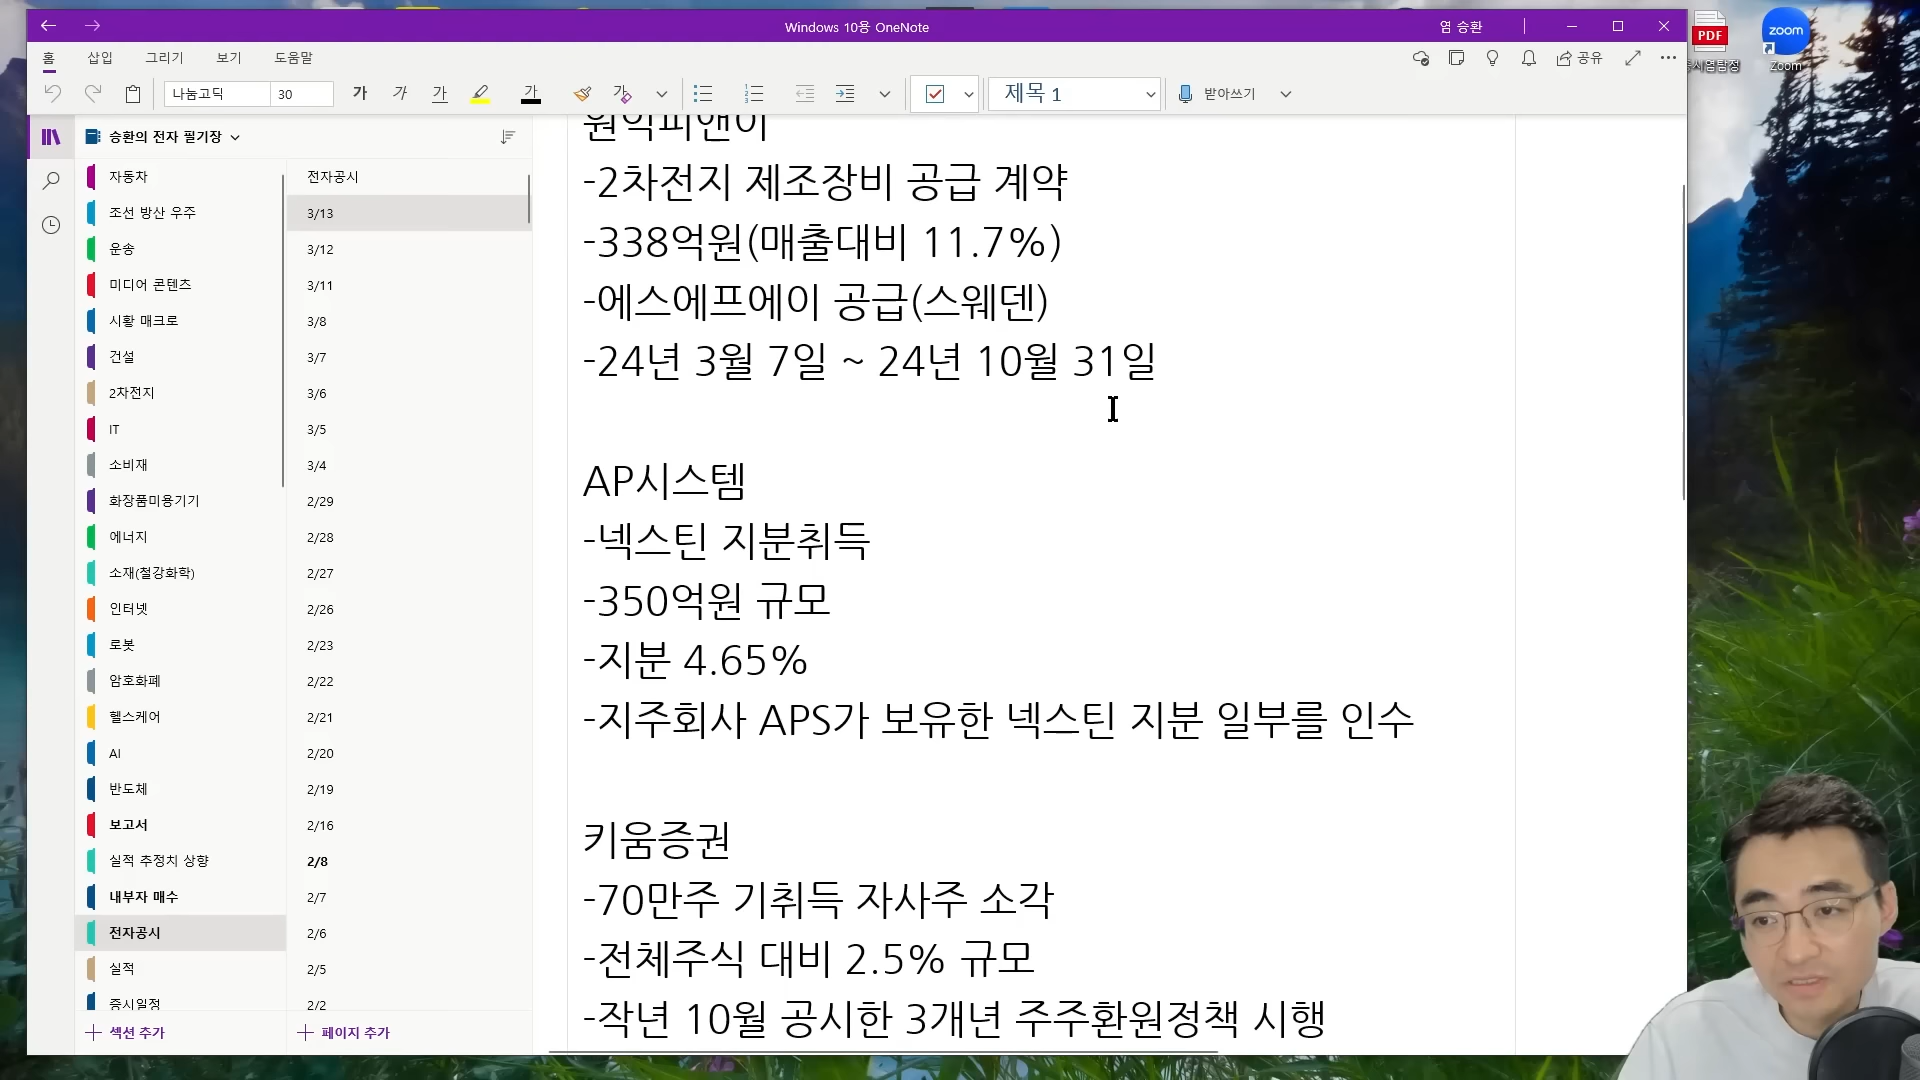 Windows 10용 OneNote
염 승환
홈
삽입
그리기
보기
도움말
공유
나눔고딕
30
가
가
가
가
가
제목 1
받아쓰기
승환의 전자 필기장
자동차
조선 방산 우주
운송
미디어 콘텐츠
시황 매크로
건설
2차전지
IT
소비재
화장품미용기기
에너지
소재(철강화학)
인터넷
로봇
암호화폐
헬스케어
AI
반도체
보고서
실적 추정치 상향
내부자 매수
전자공시
실적
증시일정
섹션 추가
전자공시
3/13
3/12
3/11
3/8
3/7
3/6
3/5
3/4
2/29
2/28
2/27
2/26
2/23
2/22
2/21
2/20
2/19
2/16
2/8
2/7
2/6
2/5
2/2
페이지 추가
원익피앤이
-2차전지 제조장비 공급 계약
-338억원(매출대비 11.7%)
-에스에프에이 공급(스웨덴)
-24년 3월 7일 ~ 24년 10월 31일
AP시스템
-넥스틴 지분취득
-350억원 규모
-지분 4.65%
-지주회사 APS가 보유한 넥스틴 지분 일부를 인수
키움증권
-70만주 기취득 자사주 소각
-전체주식 대비 2.5% 규모
-작년 10월 공시한 3개년 주주환원정책 시행
PDF
zoom
Zoom